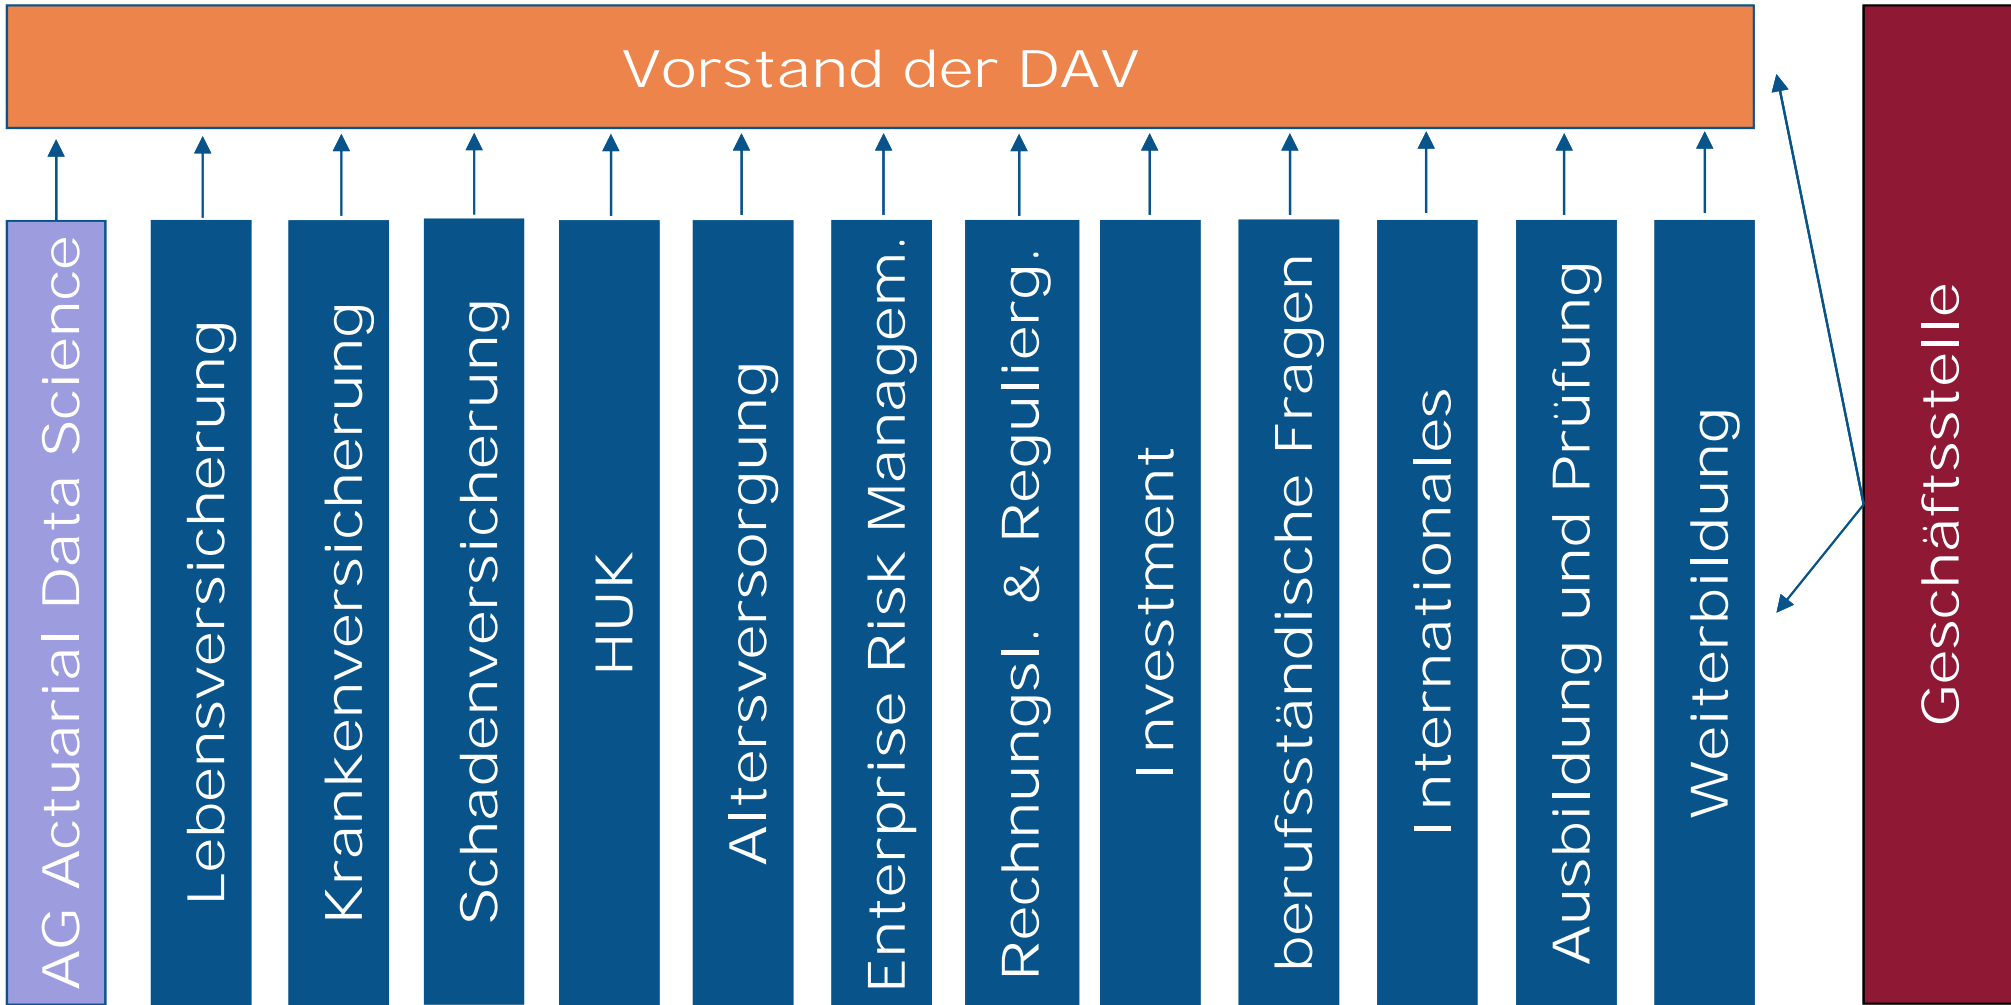 Vorstand der DAV
AG Actuarial Data Science
Lebensversicherung
Krankenversicherung
Schadenversicherung
HUK
Altersversorgung
Enterprise Risk Managem.
Rechnungsl. & Regulierg.
Investment
berufsständische Fragen
Internationales
Ausbildung und Prüfung
Weiterbildung
Geschäftsstelle